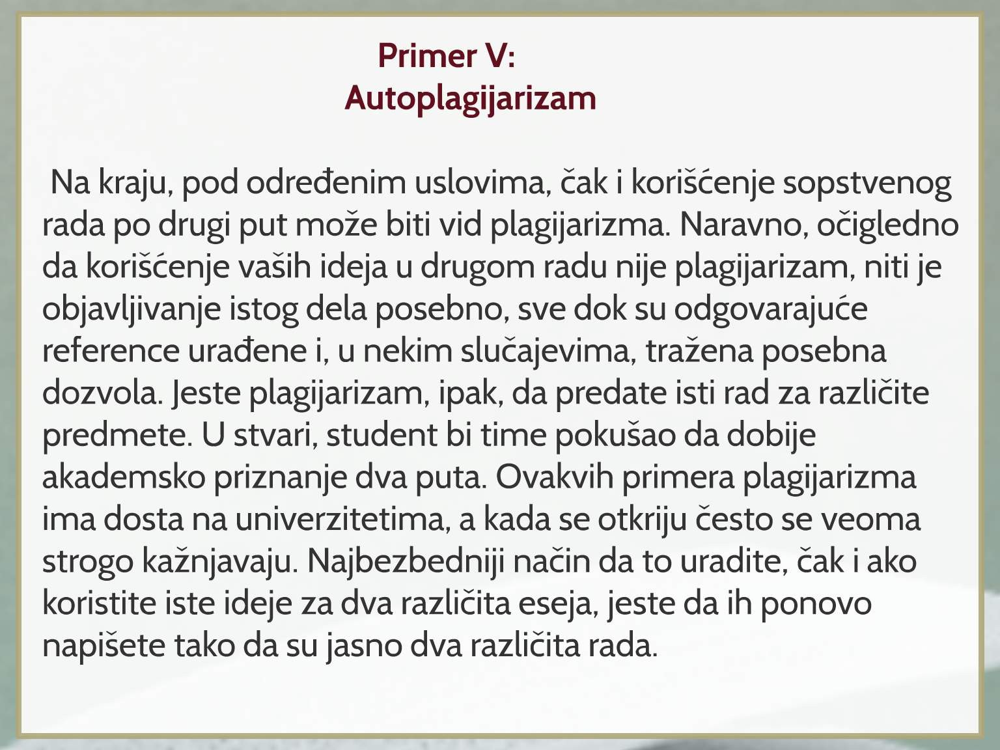 Primer V:
Autoplagijarizam
Na kraju, pod određenim uslovima, čak i korišćenje sopstvenog
rada po drugi put može biti vid plagijarizma. Naravno, očigledno
da korišćenje vaših ideja u drugom radu nije plagijarizam, niti je
objavljivanje istog dela posebno, sve dok su odgovarajuće
reference urađene i, u nekim slučajevima, tražena posebna
dozvola. Jeste plagijarizam, ipak, da predate isti rad za različite
predmete. U stvari, student bi time pokušao da dobije
akademsko priznanje dva puta. Ovakvih primera plagijarizma
ima dosta na univerzitetima, a kada se otkriju često se veoma
strogo kažnjavaju. Najbezbedniji način da to uradite, čak i ako
koristite iste ideje za dva različita eseja, jeste da ih ponovo
napišete tako da su jasno dva različita rada.